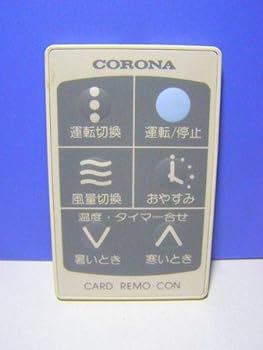 CORONA
運転切換 運転/停止
風量切換 おやすみ
温度・タイマー合せ
暑いとき 寒いとき
CARD REMO-CON